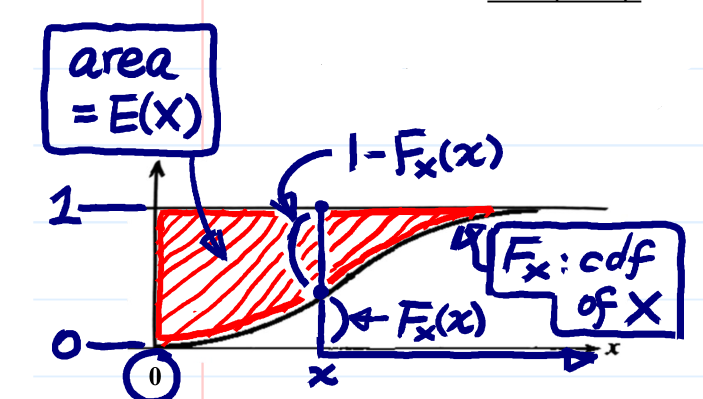 area
= E(X)
1 - Fₓ(x)
1
Fₓ : cdf
of X
Fₓ(x)
0
0
x
x